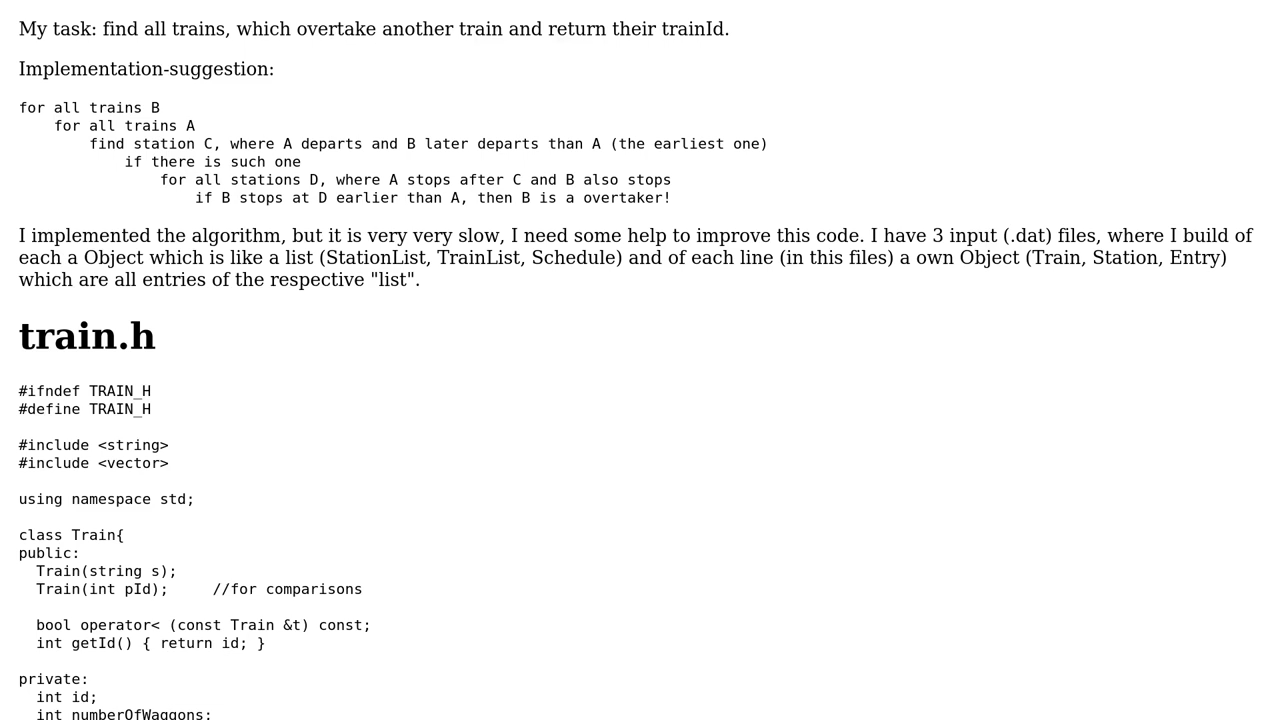 My task: find all trains, which overtake another train and return their trainId.
Implementation-suggestion:
for all trains B
    for all trains A
        find station C, where A departs and B later departs than A (the earliest one)
            if there is such one
                for all stations D, where A stops after C and B also stops
                    if B stops at D earlier than A, then B is a overtaker!
I implemented the algorithm, but it is very very slow, I need some help to improve this code. I have 3 input (.dat) files, where I build of
each a Object which is like a list (StationList, TrainList, Schedule) and of each line (in this files) a own Object (Train, Station, Entry)
which are all entries of the respective "list".
train.h
#ifndef TRAIN_H
#define TRAIN_H
#include <string>
#include <vector>
using namespace std;
class Train{
public:
  Train(string s);
  Train(int pId);     //for comparisons
  bool operator< (const Train &t) const;
  int getId() { return id; }
private:
  int id;
  int numberOfWaggons;